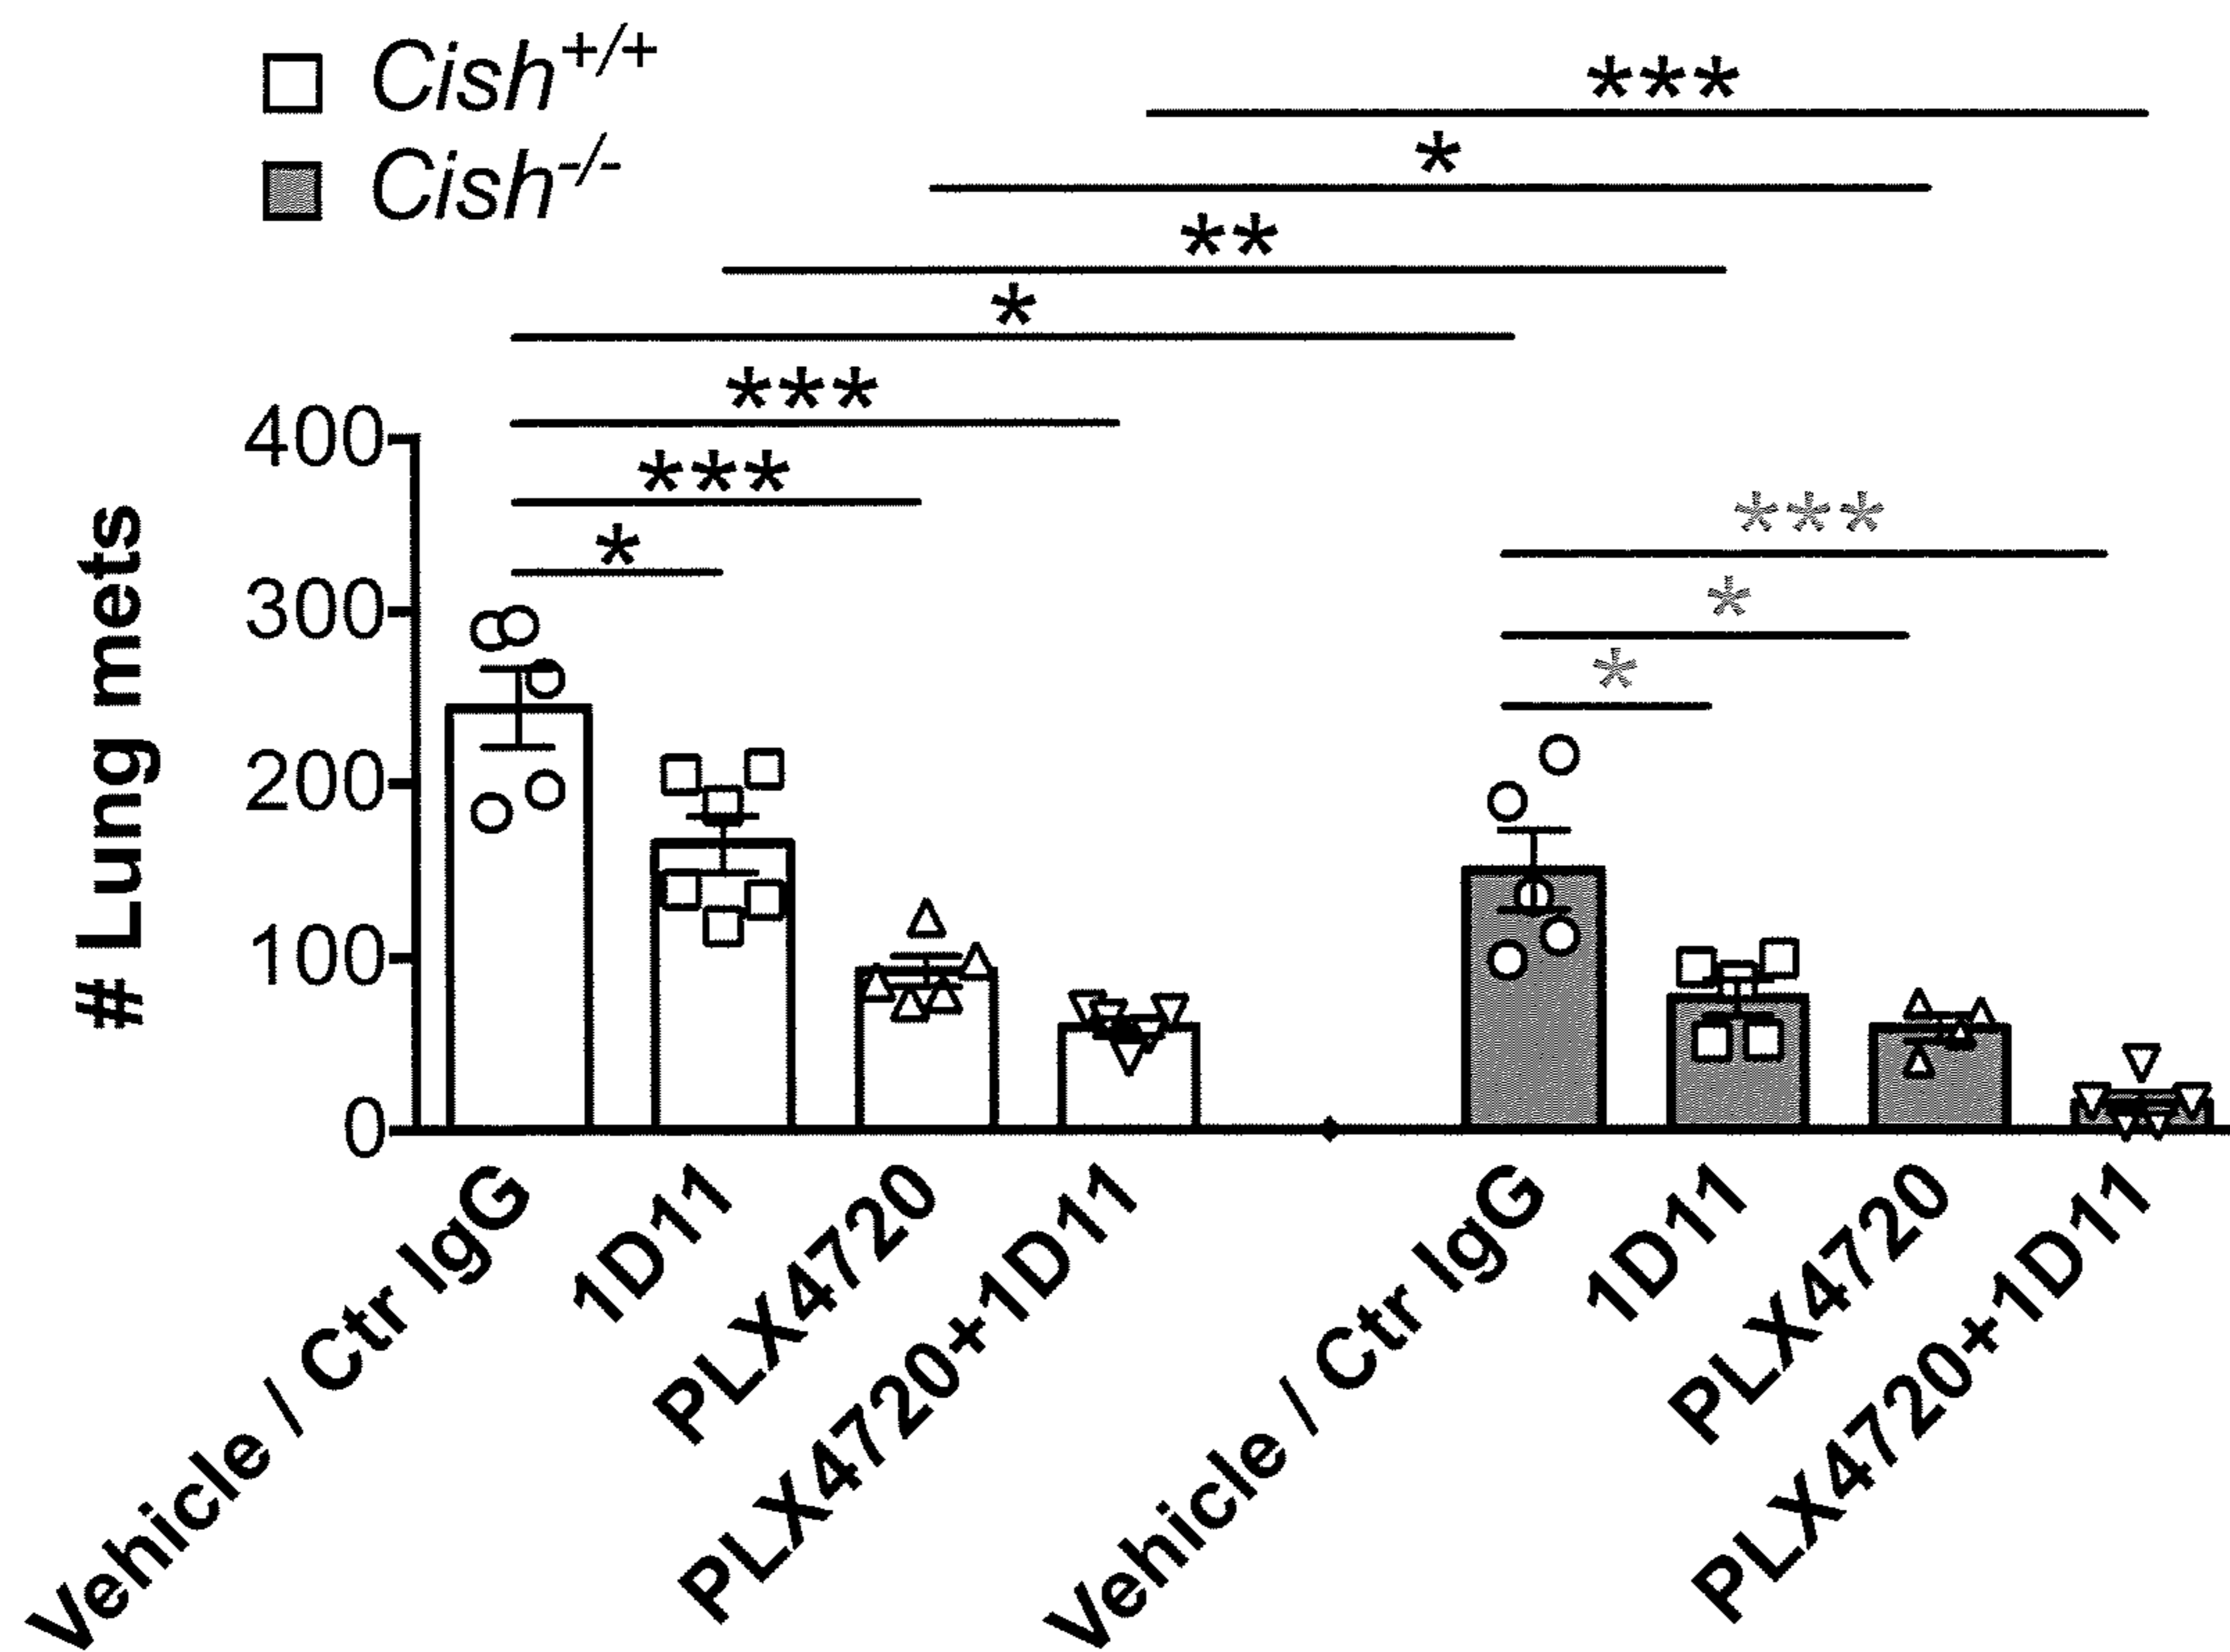 Cish+/+
Cish-/-
***
*
**
*
***
***
*
***
*
*
# Lung mets
400
300
200
100
0
Vehicle / Ctr IgG
1D11
PLX4720
PLX4720+1D11
Vehicle / Ctr IgG
1D11
PLX4720
PLX4720+1D11